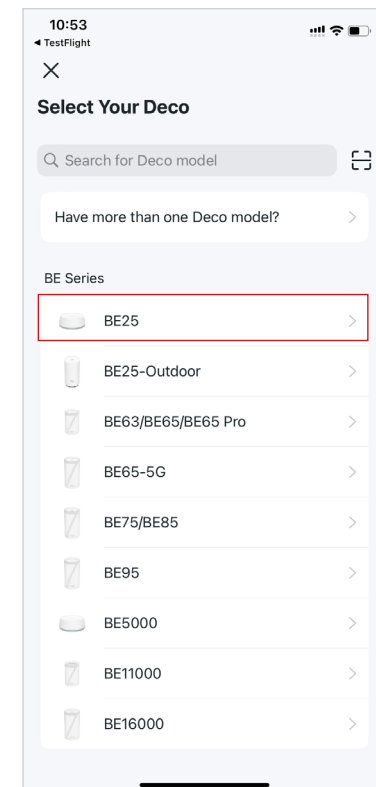 10:53
◀ TestFlight
Select Your Deco
Search for Deco model
Have more than one Deco model?
BE Series
BE25
BE25-Outdoor
BE63/BE65/BE65 Pro
BE65-5G
BE75/BE85
BE95
BE5000
BE11000
BE16000